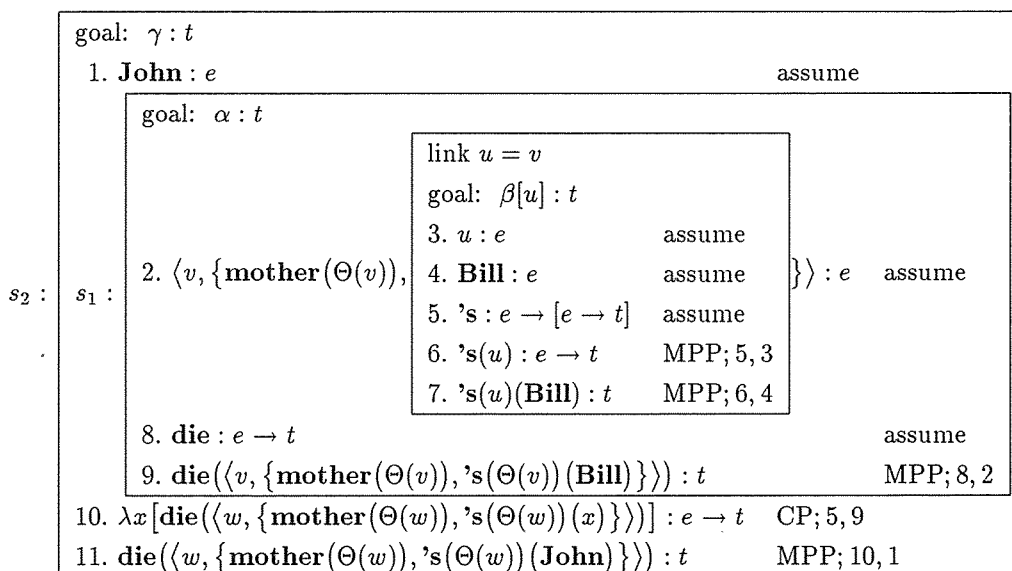 goal: γ : t
1. John : e assume
goal: α : t
link u = v
goal: β[u] : t
3. u : e assume
4. Bill : e assume
s₂ : s₁ : 2. ⟨v, {mother(Θ(v)), }⟩ : e assume
5. 's : e → [e → t] assume
6. 's(u) : e → t MPP; 5, 3
7. 's(u)(Bill) : t MPP; 6, 4
8. die : e → t assume
9. die(⟨v, {mother(Θ(v)), 's(Θ(v))(Bill)}⟩) : t MPP; 8, 2
10. λx[die(⟨w, {mother(Θ(w)), 's(Θ(w))(x)}⟩)] : e → t CP; 5, 9
11. die(⟨w, {mother(Θ(w)), 's(Θ(w))(John)}⟩) : t MPP; 10, 1